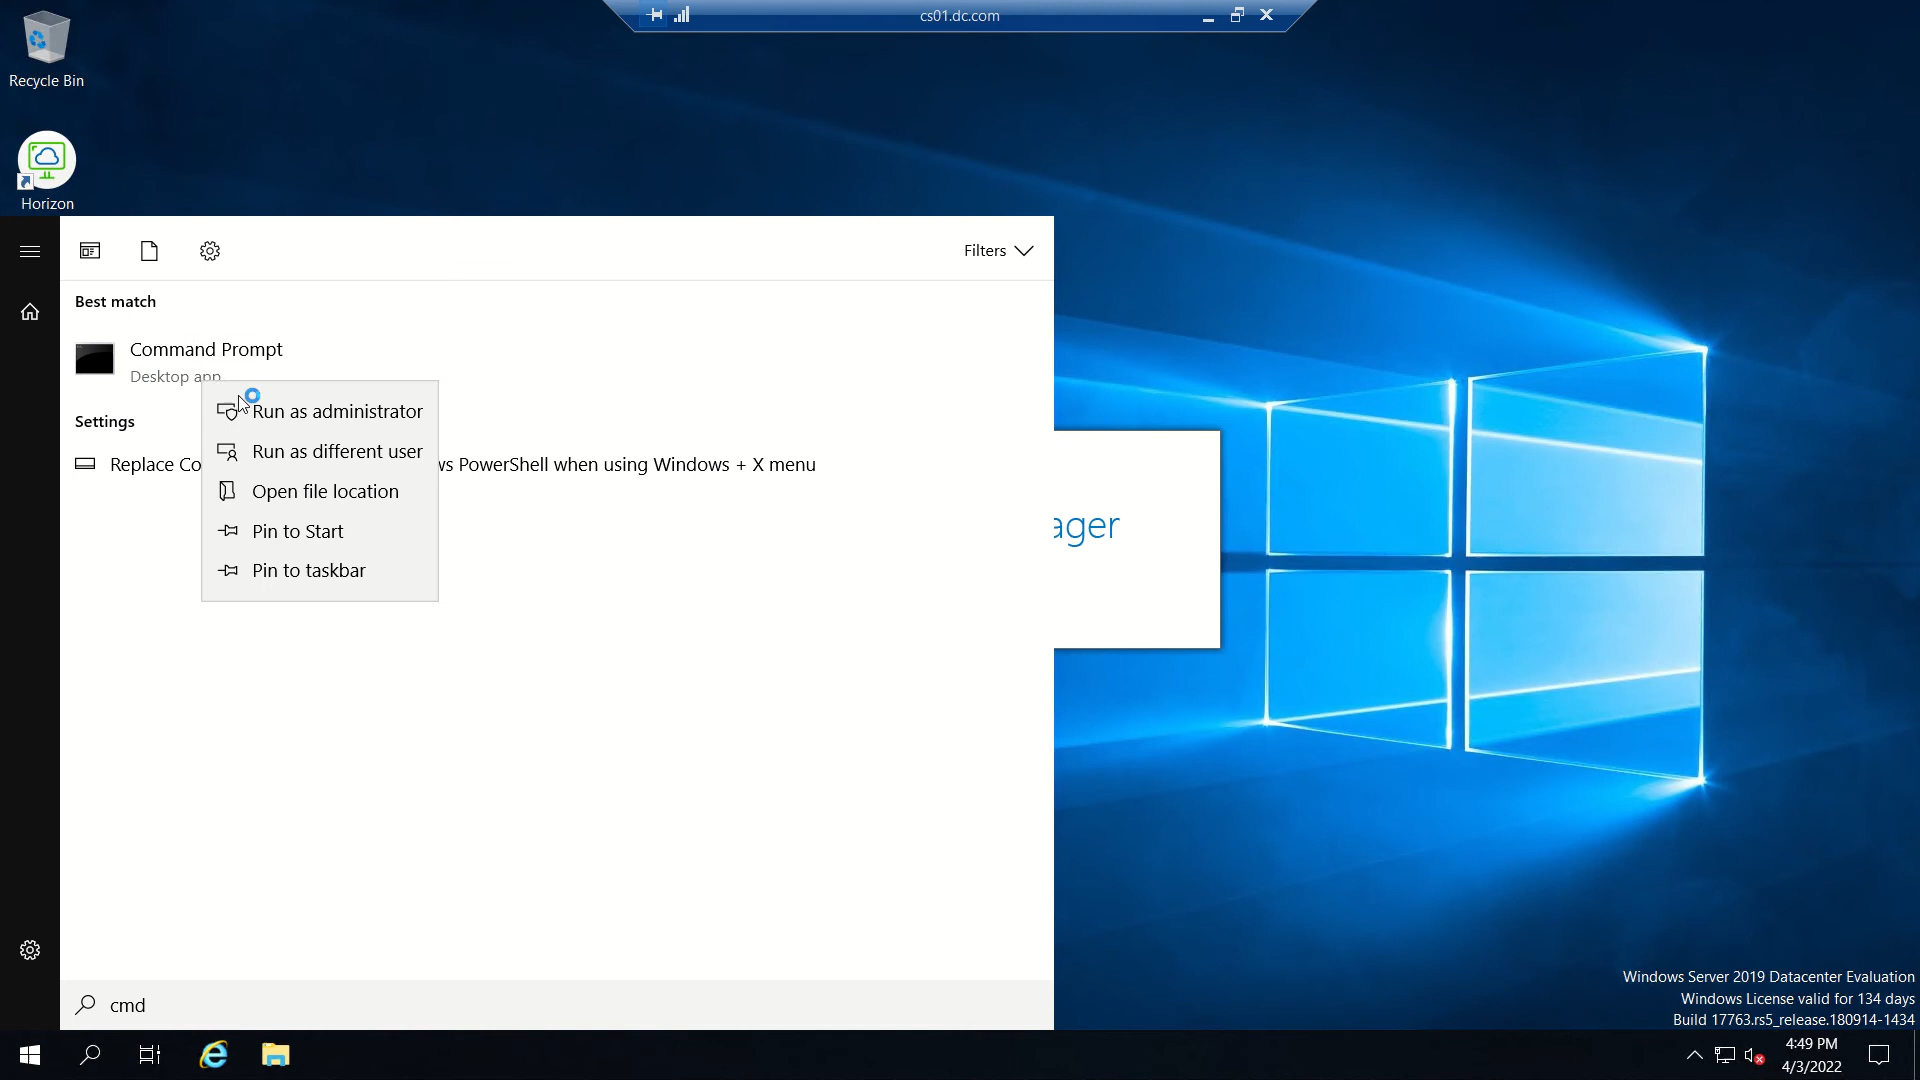 cs01.dc.com
Recycle Bin
Horizon
Filters
Best match
Command Prompt
Desktop app
Run as administrator
Settings
Run as different user
Replace Co
ws PowerShell when using Windows + X menu
Open file location
Pin to Start
ager
Pin to taskbar
Windows Server 2019 Datacenter Evaluation
Windows License valid for 134 days
Build 17763.rs5_release.180914-1434
cmd
4:49 PM
4/3/2022